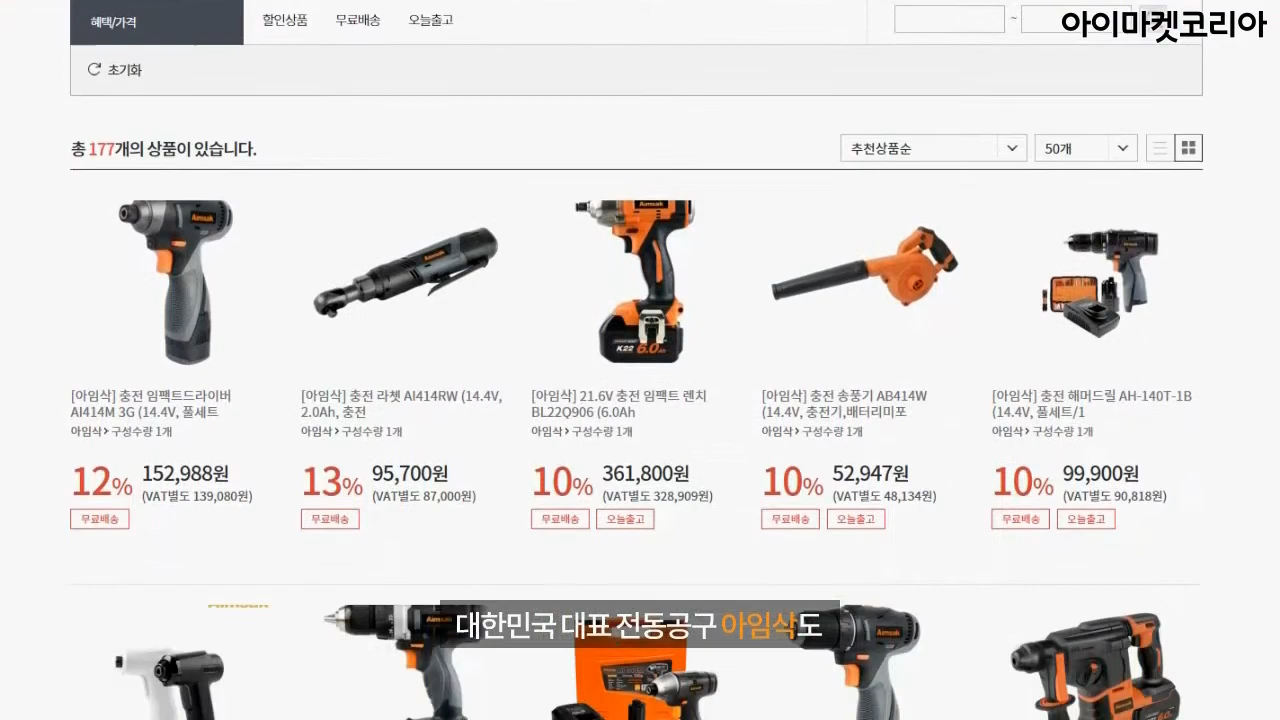 혜택/가격
할인상품
무료배송
오늘출고
~
아이마켓코리아
초기화
총 177개의 상품이 있습니다.
추천상품순
50개
Aimsak
Aimsak
Aimsak
K22 6.0Ah
[아임삭] 충전 임팩트드라이버
AI414M 3G (14.4V, 풀세트
아임삭 > 구성수량 1개
12% 152,988원
(VAT별도 139,080원)
무료배송
[아임삭] 충전 라쳇 AI414RW (14.4V,
2.0Ah, 충전
아임삭 > 구성수량 1개
13% 95,700원
(VAT별도 87,000원)
무료배송
[아임삭] 21.6V 충전 임팩트 렌치
BL22Q906 (6.0Ah
아임삭 > 구성수량 1개
10% 361,800원
(VAT별도 328,909원)
무료배송 오늘출고
[아임삭] 충전 송풍기 AB414W
(14.4V, 충전기,배터리미포
아임삭 > 구성수량 1개
10% 52,947원
(VAT별도 48,134원)
무료배송 오늘출고
[아임삭] 충전 해머드릴 AH-140T-1B
(14.4V, 풀세트/1
아임삭 > 구성수량 1개
10% 99,900원
(VAT별도 90,818원)
무료배송 오늘출고
대한민국 대표 전동공구 아임삭도
Aimsak
Aimsak